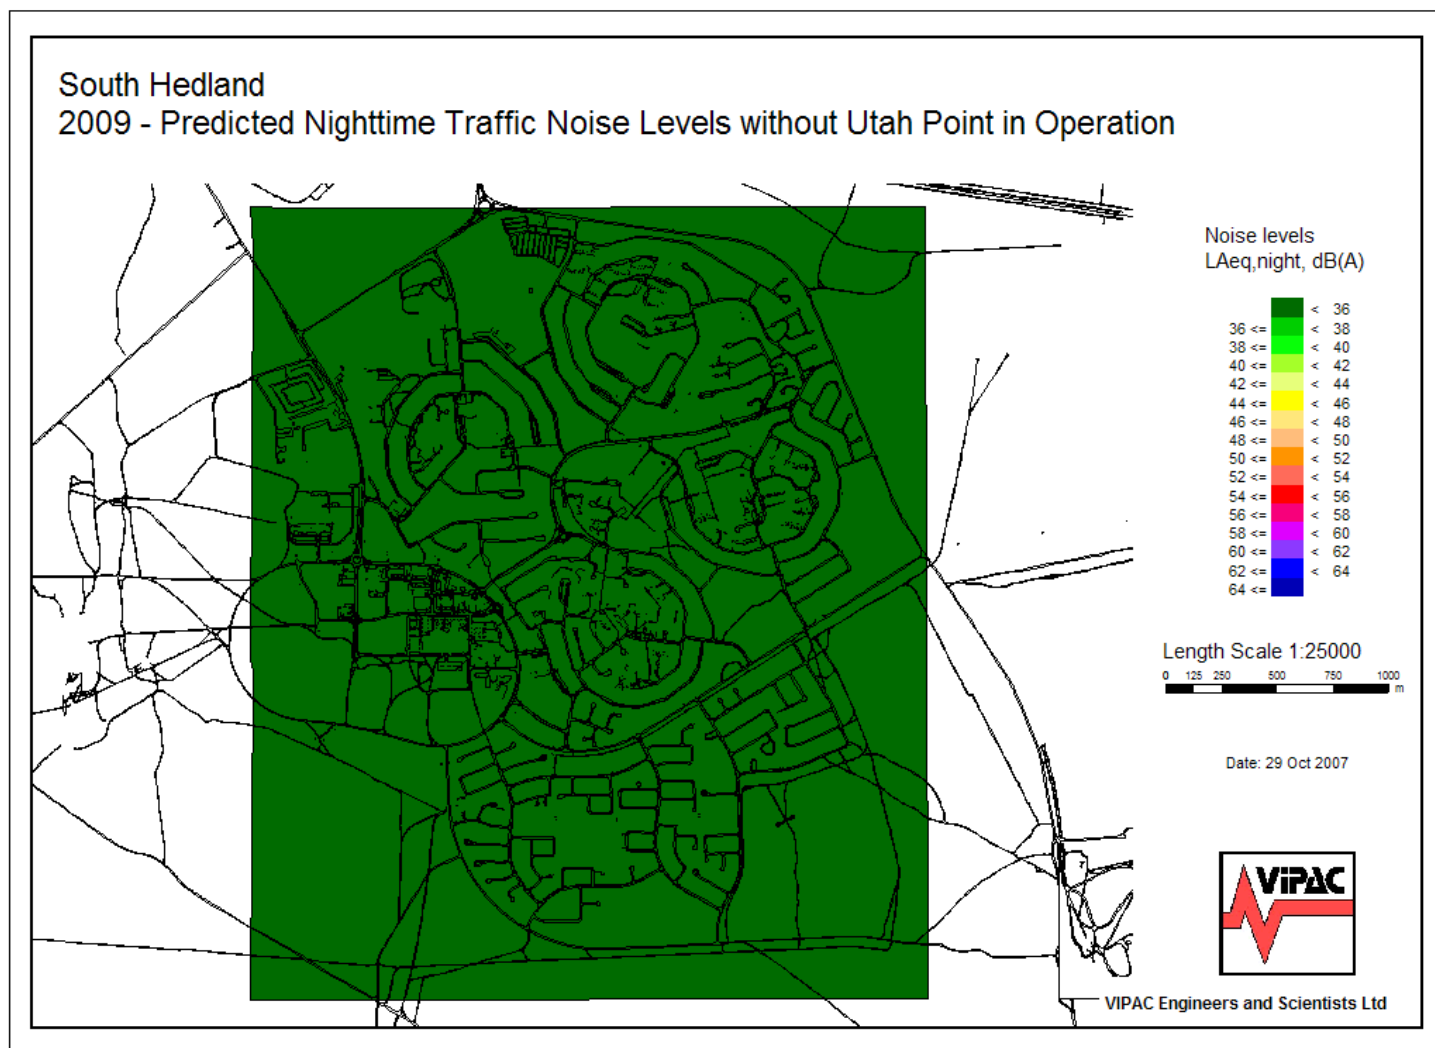 South Hedland
2009 - Predicted Nighttime Traffic Noise Levels without Utah Point in Operation
Noise levels
LAeq,night, dB(A)
< 36
36 <= < 38
38 <= < 40
40 <= < 42
42 <= < 44
44 <= < 46
46 <= < 48
48 <= < 50
50 <= < 52
52 <= < 54
54 <= < 56
56 <= < 58
58 <= < 60
60 <= < 62
62 <= < 64
64 <=
Length Scale 1:25000
0 125 250 500 750 1000
m
Date: 29 Oct 2007
ViPAC
VIPAC Engineers and Scientists Ltd